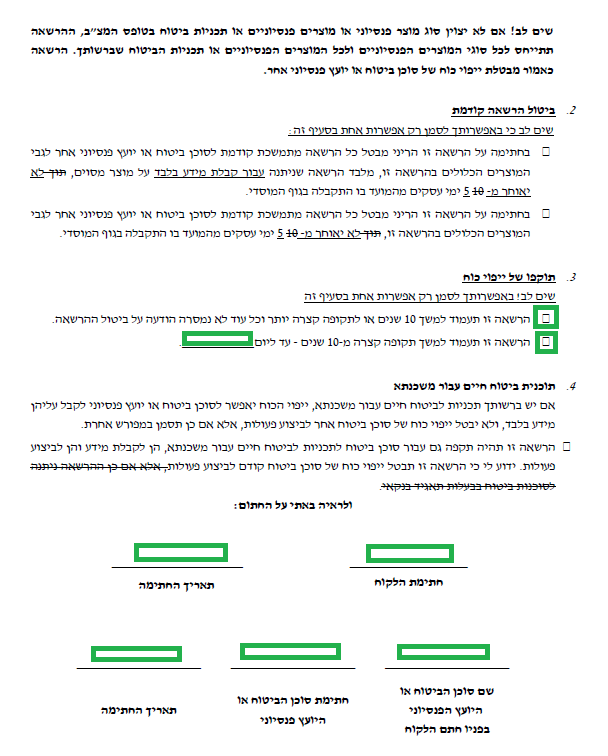 שים לב! אם לא יצוין סוג מוצר פנסיוני או מוצרים פנסיוניים או תכניות ביטוח בטופס המצ״ב, ההרשאה
תתייחס לכל סוגי המוצרים הפנסיוניים ולכל המוצרים הפנסיוניים או תכניות הביטוח שברשותך. הרשאה
כאמור מבטלת ייפוי כוח של סוכן ביטוח או יועץ פנסיוני אחר.
2. ביטול הרשאה קודמת
שים לב כי באפשרותך לסמן רק אפשרות אחת בסעיף זה:
בחתימה על הרשאה זו הריני מבטל כל הרשאה מתמשכת קודמת לסוכן ביטוח או יועץ פנסיוני אחר לגבי
המוצרים הכלולים בהרשאה זו, מלבד הרשאה שניתנה עבור קבלת מידע בלבד על מוצר מסוים, תוך לא
יאוחר מ- 10 5 ימי עסקים מהמועד בו התקבלה בגוף המוסדי.
בחתימה על הרשאה זו הריני מבטל כל הרשאה מתמשכת קודמת לסוכן ביטוח או יועץ פנסיוני אחר לגבי
המוצרים הכלולים בהרשאה זו, תוך לא יאוחר מ- 10 5 ימי עסקים מהמועד בו התקבלה בגוף המוסדי.
3. תוקפו של ייפוי כוח
שים לב! באפשרותך לסמן רק אפשרות אחת בסעיף זה
הרשאה זו תעמוד למשך 10 שנים או לתקופה קצרה יותר וכל עוד לא נמסרה הודעה על ביטול ההרשאה.
הרשאה זו תעמוד למשך תקופה קצרה מ-10 שנים - עד ליום.
4. תוכנית ביטוח חיים עבור משכנתא
אם יש ברשותך תכניות לביטוח חיים עבור משכנתא, ייפוי הכוח יאפשר לסוכן ביטוח או יועץ פנסיוני לקבל עליהן
מידע בלבד, ולא יבטל ייפוי כוח של סוכן ביטוח אחר לביצוע פעולות, אלא אם כן תסמן במפורש אחרת.
הרשאה זו תהיה תקפה גם עבור סוכן ביטוח לתכניות לביטוח חיים עבור משכנתא, הן לקבלת מידע והן לביצוע
פעולות. ידוע לי כי הרשאה זו תבטל ייפוי כוח של סוכן ביטוח קודם לביצוע פעולות, אלא אם כן ההרשאה ניתנה
לסוכנות ביטוח בבעלות תאגיד בנקאי.
ולראיה באתי על החתום:
חתימת הלקוח
תאריך החתימה
שם סוכן הביטוח או
היועץ הפנסיוני
בפניו חתם הלקוח
חתימת סוכן הביטוח או
היועץ פנסיוני
תאריך החתימה